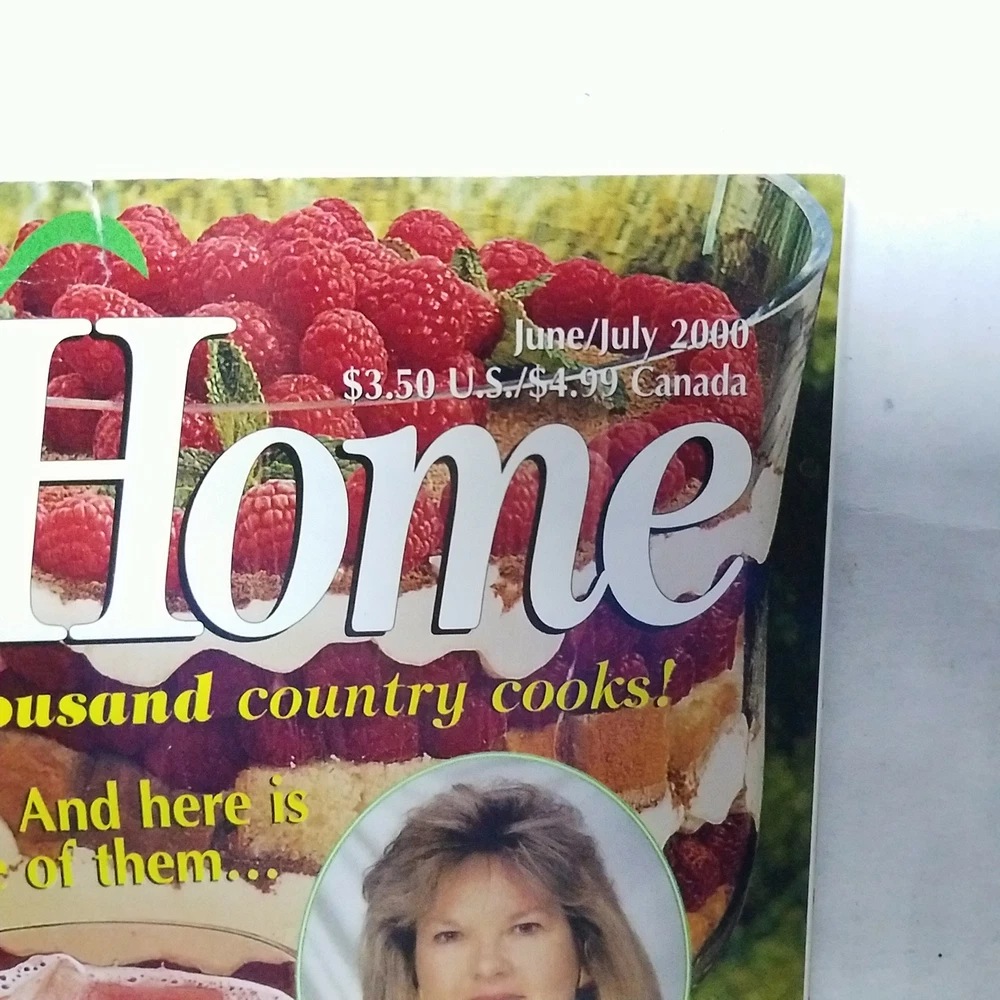 June/July 2000
$3.50 U.S./$4.99 Canada
Home
ousand country cooks!
And here is
e of them...